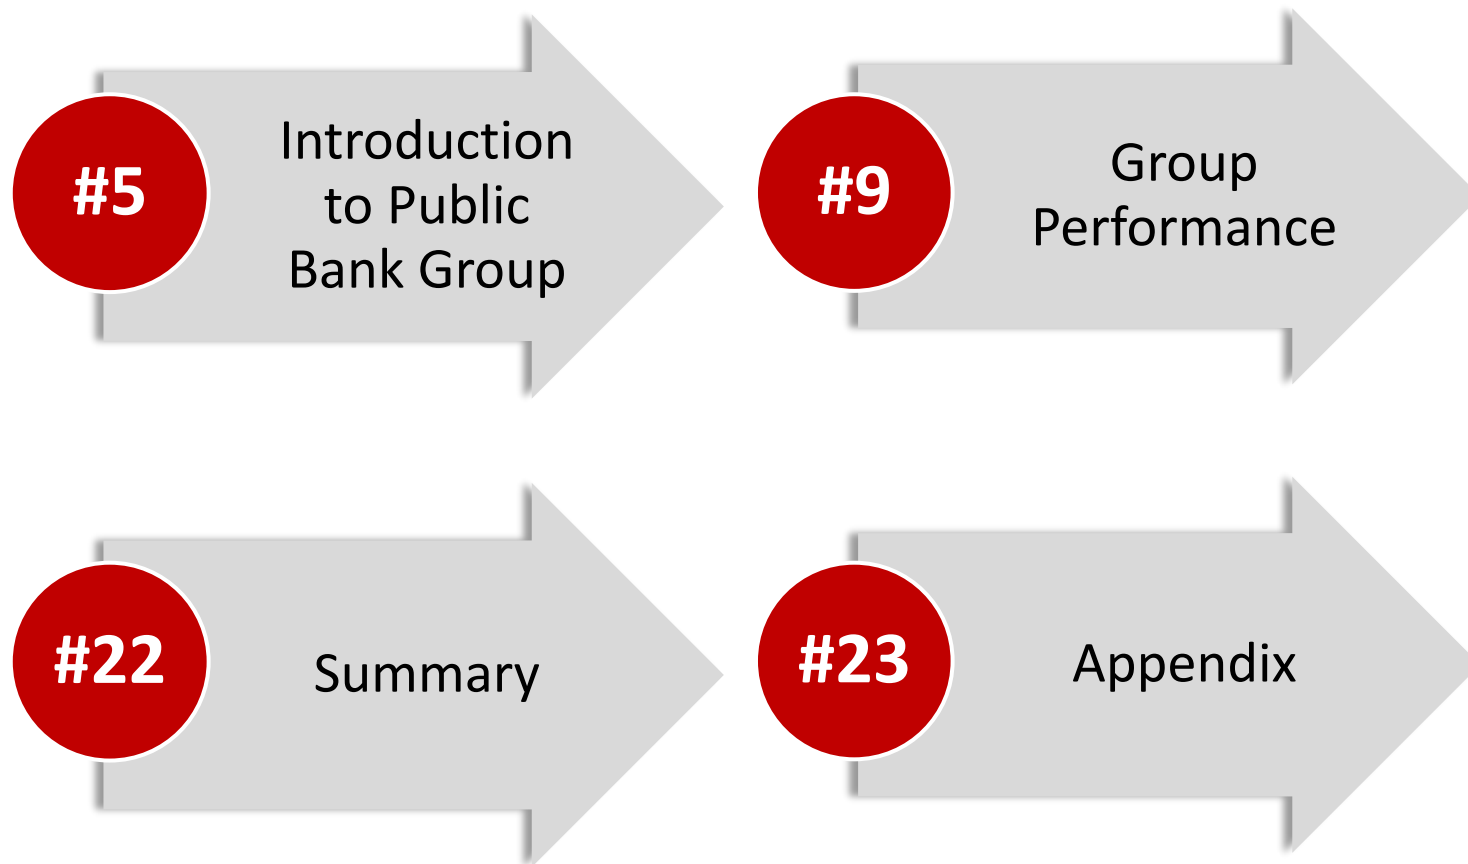 #5
Introduction
to Public
Bank Group
#9
Group
Performance
#22
Summary
#23
Appendix